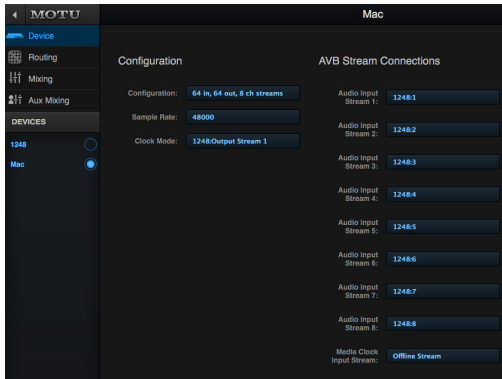 MOTU
Mac
Device
Routing
Mixing
Aux Mixing
DEVICES
1248
Mac
Configuration
Configuration: 64 in, 64 out, 8 ch streams
Sample Rate: 48000
Clock Mode: 1248:Output Stream 1
AVB Stream Connections
Audio Input
Stream 1: 1248:1
Audio Input
Stream 2: 1248:2
Audio Input
Stream 3: 1248:3
Audio Input
Stream 4: 1248:4
Audio Input
Stream 5: 1248:5
Audio Input
Stream 6: 1248:6
Audio Input
Stream 7: 1248:7
Audio Input
Stream 8: 1248:8
Media Clock
Input Stream: Offline Stream